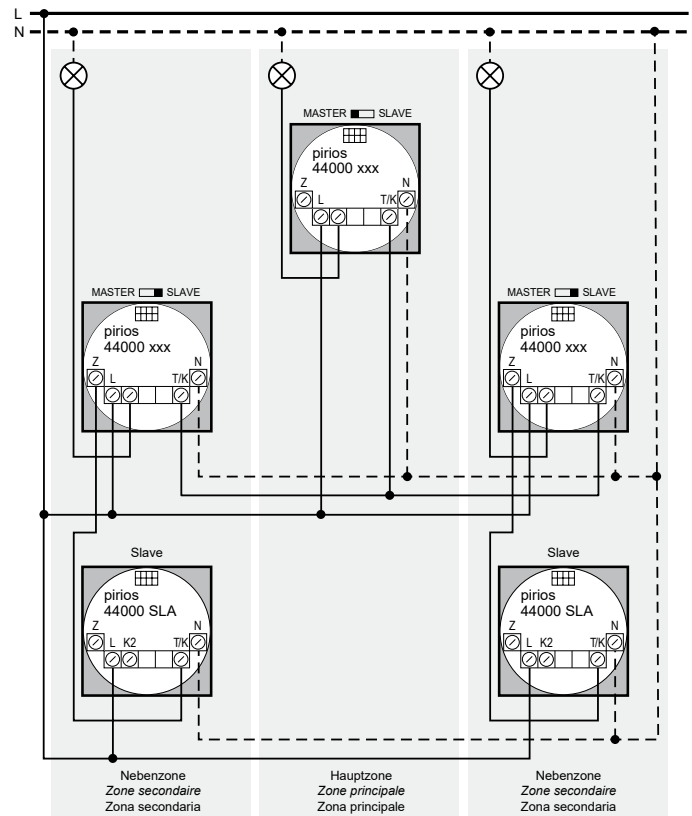 L
N
MASTER SLAVE
pirios
44000 xxx
Z
L
T/K
N
MASTER SLAVE
pirios
44000 xxx
Z
L
T/K
N
MASTER SLAVE
pirios
44000 xxx
Z
L
T/K
N
Slave
pirios
44000 SLA
Z
L K2
T/K
N
Slave
pirios
44000 SLA
Z
L K2
T/K
N
Nebenzone
Zone secondaire
Zona secondaria
Hauptzone
Zone principale
Zona principale
Nebenzone
Zone secondaire
Zona secondaria